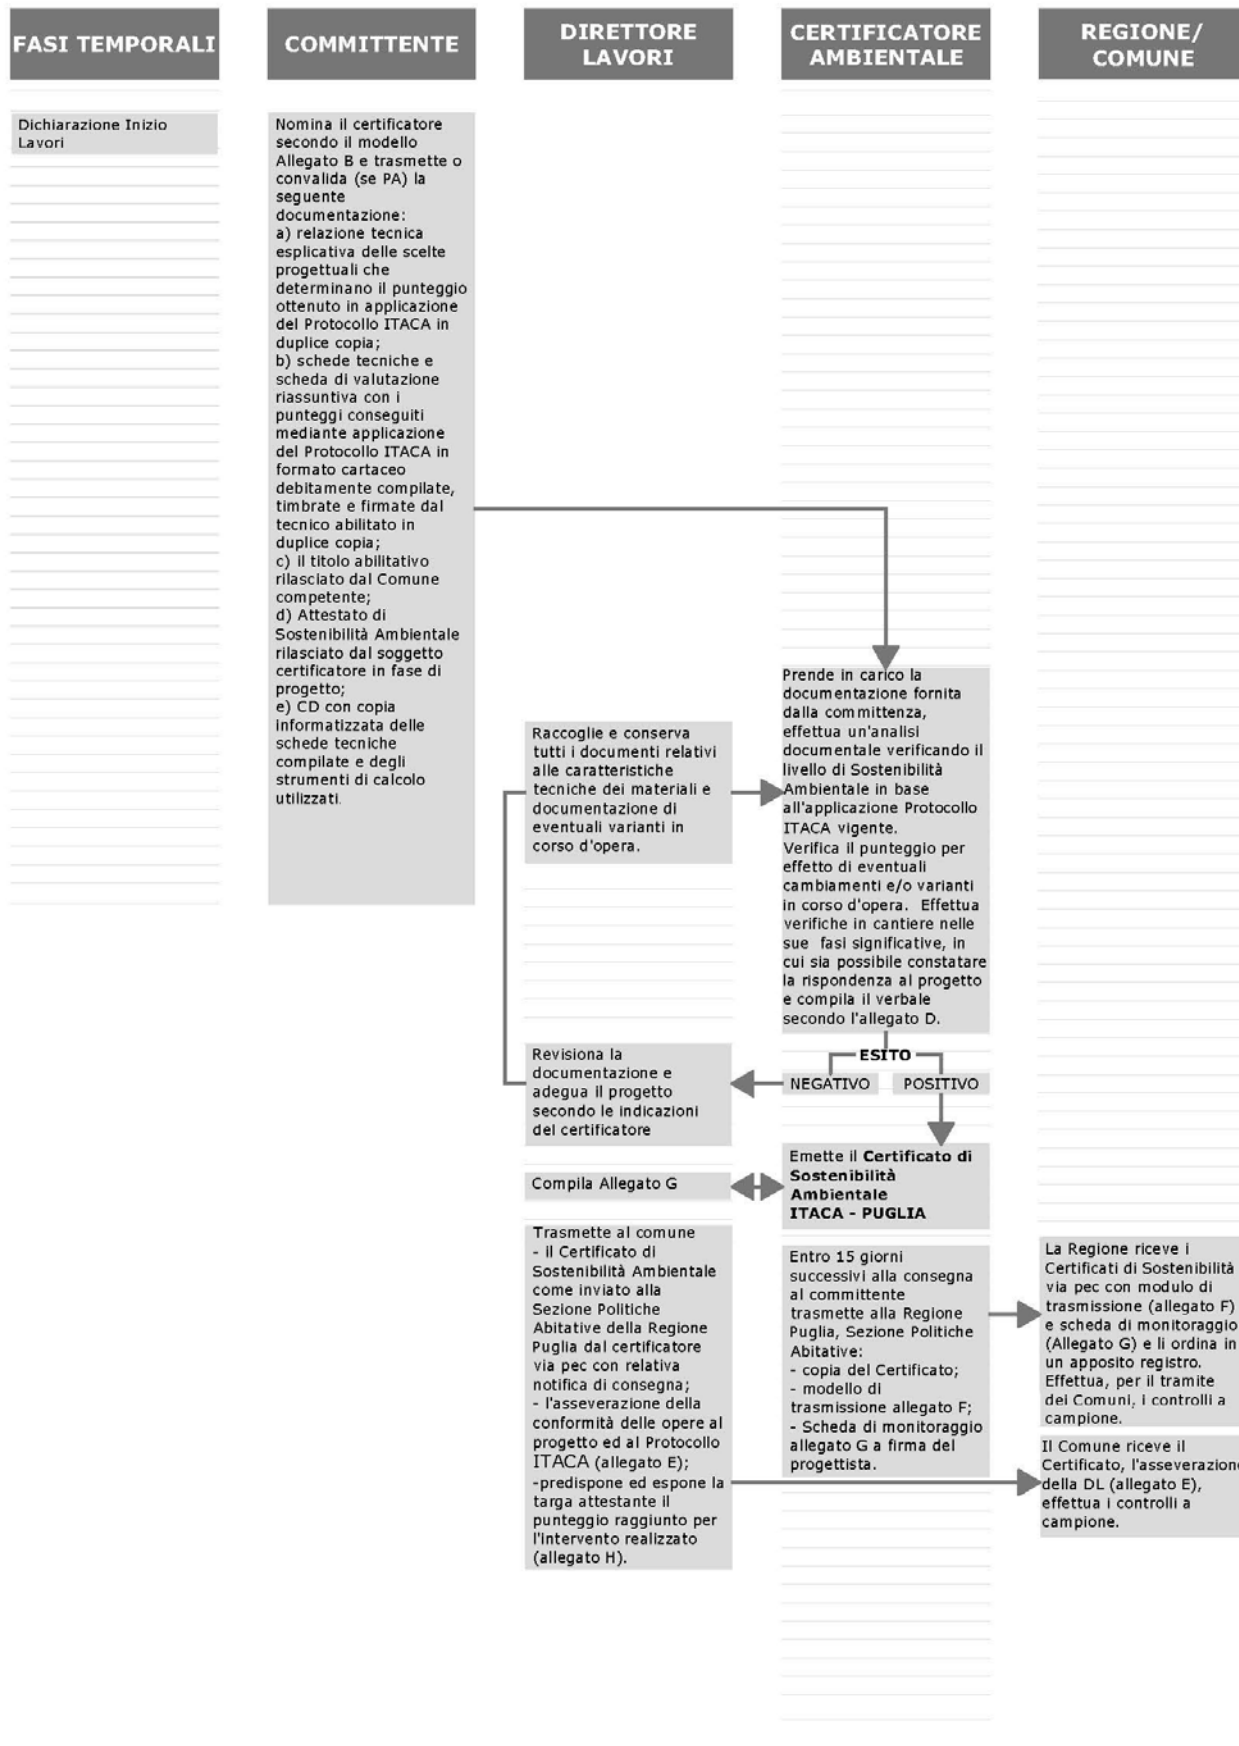 FASI TEMPORALI
COMMITTENTE
DIRETTORE
LAVORI
CERTIFICATORE
AMBIENTALE
REGIONE/
COMUNE
Dichiarazione Inizio
Lavori
Nomina il certificatore
secondo il modello
Allegato B e trasmette o
convalida (se PA) la
seguente
documentazione:
a) relazione tecnica
esplicativa delle scelte
progettuali che
determinano il punteggio
ottenuto in applicazione
del Protocollo ITACA in
duplice copia;
b) schede tecniche e
scheda di valutazione
riassuntiva con i
punteggi conseguiti
mediante applicazione
del Protocollo ITACA in
formato cartaceo
debitamente compilate,
timbrate e firmate dal
tecnico abilitato in
duplice copia;
c) il titolo abilitativo
rilasciato dal Comune
competente;
d) Attestato di
Sostenibilità Ambientale
rilasciato dal soggetto
certificatore in fase di
progetto;
e) CD con copia
informatizzata delle
schede tecniche
compilate e degli
strumenti di calcolo
utilizzati.
Raccoglie e conserva
tutti i documenti relativi
alle caratteristiche
tecniche dei materiali e
documentazione di
eventuali varianti in
corso d'opera.
Prende in carico la
documentazione fornita
dalla committenza,
effettua un'analisi
documentale verificando il
livello di Sostenibilità
Ambientale in base
all'applicazione Protocollo
ITACA vigente.
Verifica il punteggio per
effetto di eventuali
cambiamenti e/o varianti
in corso d'opera. Effettua
verifiche in cantiere nelle
sue fasi significative, in
cui sia possibile constatare
la rispondenza al progetto
e compila il verbale
secondo l'allegato D.
ESITO
NEGATIVO
POSITIVO
Revisiona la
documentazione e
adegua il progetto
secondo le indicazioni
del certificatore
Emette il Certificato di
Sostenibilità
Ambientale
ITACA - PUGLIA
Compila Allegato G
Trasmette al comune
- il Certificato di
Sostenibilità Ambientale
come inviato alla
Sezione Politiche
Abitative della Regione
Puglia dal certificatore
via pec con relativa
notifica di consegna;
- l'asseverazione della
conformità delle opere al
progetto ed al Protocollo
ITACA (allegato E);
-predispone ed espone la
targa attestante il
punteggio raggiunto per
l'intervento realizzato
(allegato H).
Entro 15 giorni
successivi alla consegna
al committente
trasmette alla Regione
Puglia, Sezione Politiche
Abitative:
- copia del Certificato;
- modello di
trasmissione allegato F;
- Scheda di monitoraggio
allegato G a firma del
progettista.
La Regione riceve i
Certificati di Sostenibilità
via pec con modulo di
trasmissione (allegato F)
e scheda di monitoraggio
(Allegato G) e li ordina in
un apposito registro.
Effettua, per il tramite
dei Comuni, i controlli a
campione.
Il Comune riceve il
Certificato, l'asseverazione
della DL (allegato E),
effettua i controlli a
campione.